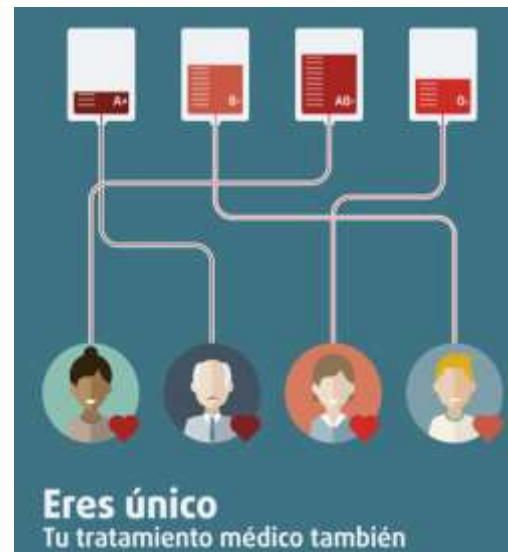 A+
B-
AB-
O-
Eres único
Tu tratamiento médico también